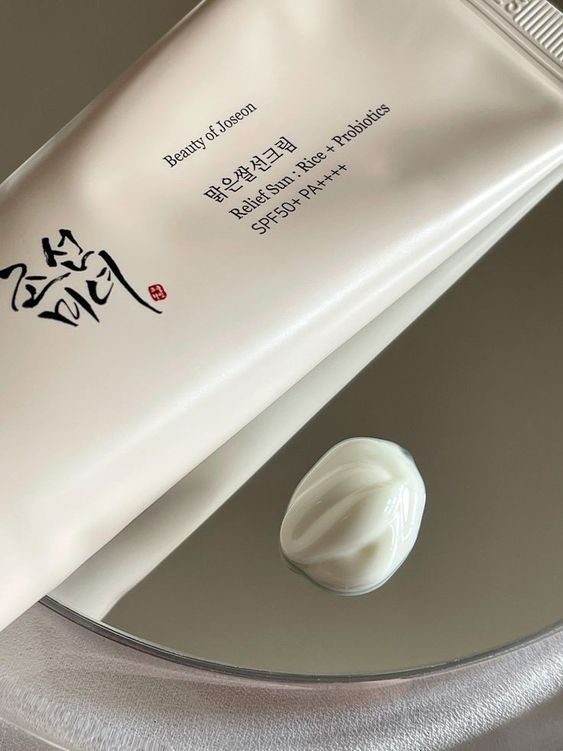 Beauty of Joseon
맑은쌀선크림
Relief Sun : Rice + Probiotics
SPF50+ PA++++
조선
미녀